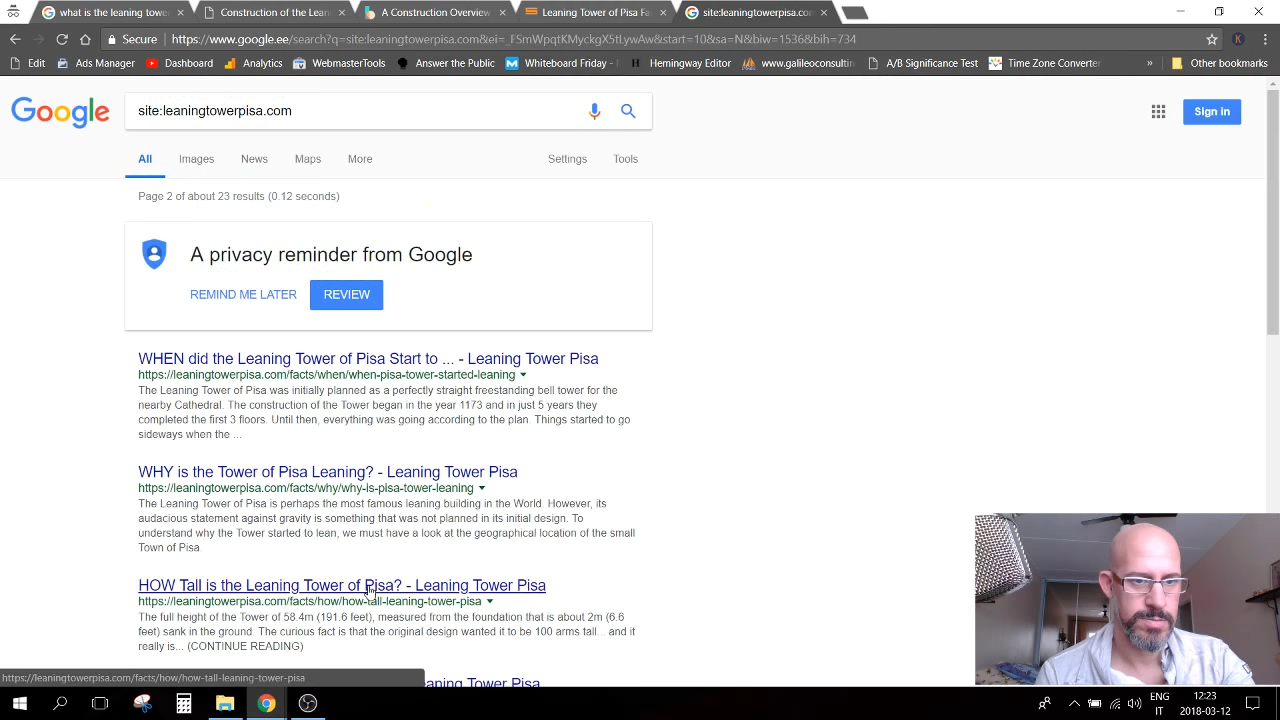 what is the leaning tower
Construction of the Lean
A Construction Overview
Leaning Tower of Pisa Fa
site:leaningtowerpisa.co
Secure
https://www.google.ee/search?q=site:leaningtowerpisa.com&ei=_FSmWpqtKMyckgX5tLywAw&start=10&sa=N&biw=1536&bih=734
K
Edit
Ads Manager
Dashboard
Analytics
WebmasterTools
Answer the Public
Whiteboard Friday -
H
Hemingway Editor
www.galileoconsultin
A/B Significance Test
Time Zone Converter
»
Other bookmarks
Google
site:leaningtowerpisa.com
Sign in
All
Images
News
Maps
More
Settings
Tools
Page 2 of about 23 results (0.12 seconds)
A privacy reminder from Google
REMIND ME LATER
REVIEW
WHEN did the Leaning Tower of Pisa Start to ... - Leaning Tower Pisa
https://leaningtowerpisa.com/facts/when/when-pisa-tower-started-leaning
The Leaning Tower of Pisa was initially planned as a perfectly straight freestanding bell tower for the
nearby Cathedral. The construction of the Tower began in the year 1173 and in just 5 years they
completed the first 3 floors. Until then, everything was going according to the plan. Things started to go
sideways when the ...
WHY is the Tower of Pisa Leaning? - Leaning Tower Pisa
https://leaningtowerpisa.com/facts/why/why-is-pisa-tower-leaning
The Leaning Tower of Pisa is perhaps the most famous leaning building in the World. However, its
audacious statement against gravity is something that was not planned in its initial design. To
understand why the Tower started to lean, we must have a look at the geographical location of the small
Town of Pisa.
HOW Tall is the Leaning Tower of Pisa? - Leaning Tower Pisa
https://leaningtowerpisa.com/facts/how/how-tall-leaning-tower-pisa
The full height of the Tower of 58.4m (191.6 feet), measured from the foundation that is about 2m (6.6
feet) sank in the ground. The curious fact is that the original design wanted it to be 100 arms tall... and it
really is... (CONTINUE READING)
https://leaningtowerpisa.com/facts/how/how-tall-leaning-tower-pisa
eaning Tower Pisa
ENG
IT
12:23
2018-03-12